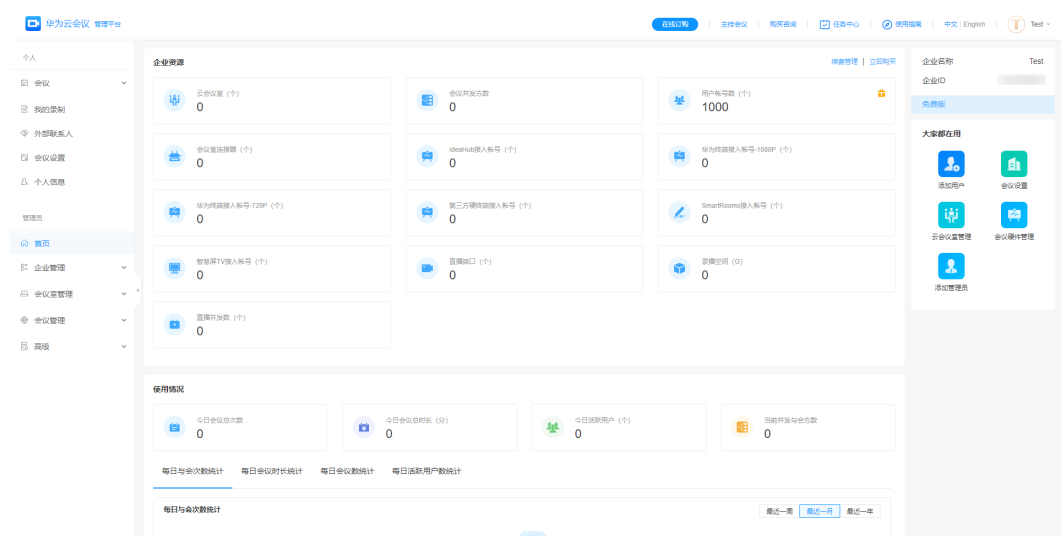 华为云会议 管理平台
在线订购
主持会议
购买咨询
任务中心
使用指南
中文 | English
Test
个人
会议
我的录制
外部联系人
会议设置
个人信息
管理员
首页
企业管理
会议室管理
会议管理
高级
企业资源
续费管理 | 立即购买
云会议室（个）
0
会议并发方数
0
用户帐号数（个）
1000
会议室连接器（个）
0
IdeaHub接入帐号（个）
0
华为终端接入帐号-1080P（个）
0
华为终端接入帐号-720P（个）
0
第三方硬终端接入帐号（个）
0
SmartRooms接入帐号（个）
0
智慧屏TV接入帐号（个）
0
直播端口（个）
0
录播空间（G）
0
直播并发数（个）
0
使用情况
今日会议总次数
0
今日会议总时长（分）
0
今日活跃用户（个）
0
当前并发与会方数
0
每日与会次数统计
每日会议时长统计
每日会议数统计
每日活跃用户数统计
每日与会次数统计
最近一周
最近一月
最近一年
企业名称
Test
企业ID
免费版
大家都在用
添加用户
会议设置
云会议室管理
会议硬件管理
添加管理员